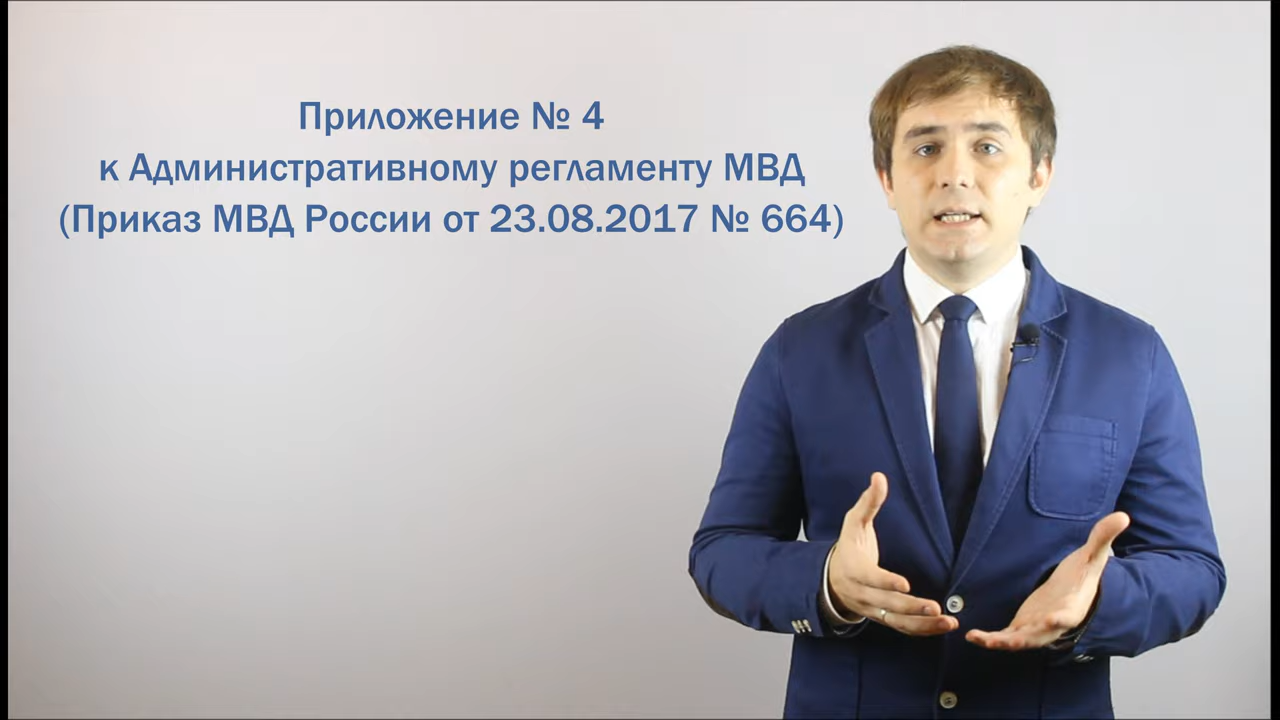 Приложение № 4
к Административному регламенту МВД
(Приказ МВД России от 23.08.2017 № 664)